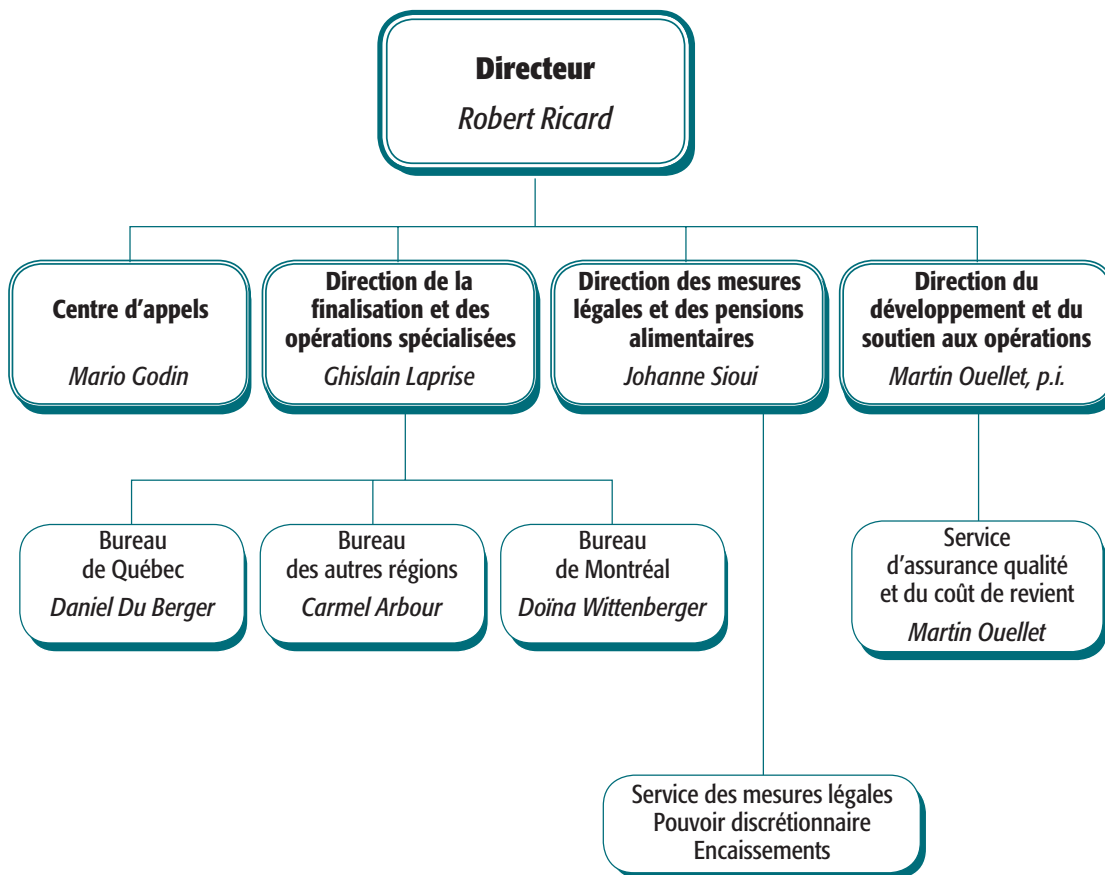 Directeur
Robert Ricard
Centre d'appels
Mario Godin
Direction de la
finalisation et des
opérations spécialisées
Ghislain Laprise
Direction des mesures
légales et des pensions
alimentaires
Johanne Sioui
Direction du
développement et du
soutien aux opérations
Martin Ouellet, p.i.
Bureau
de Québec
Daniel Du Berger
Bureau
des autres régions
Carmel Arbour
Bureau
de Montréal
Doïna Wittenberger
Service
d'assurance qualité
et du coût de revient
Martin Ouellet
Service des mesures légales
Pouvoir discrétionnaire
Encaissements